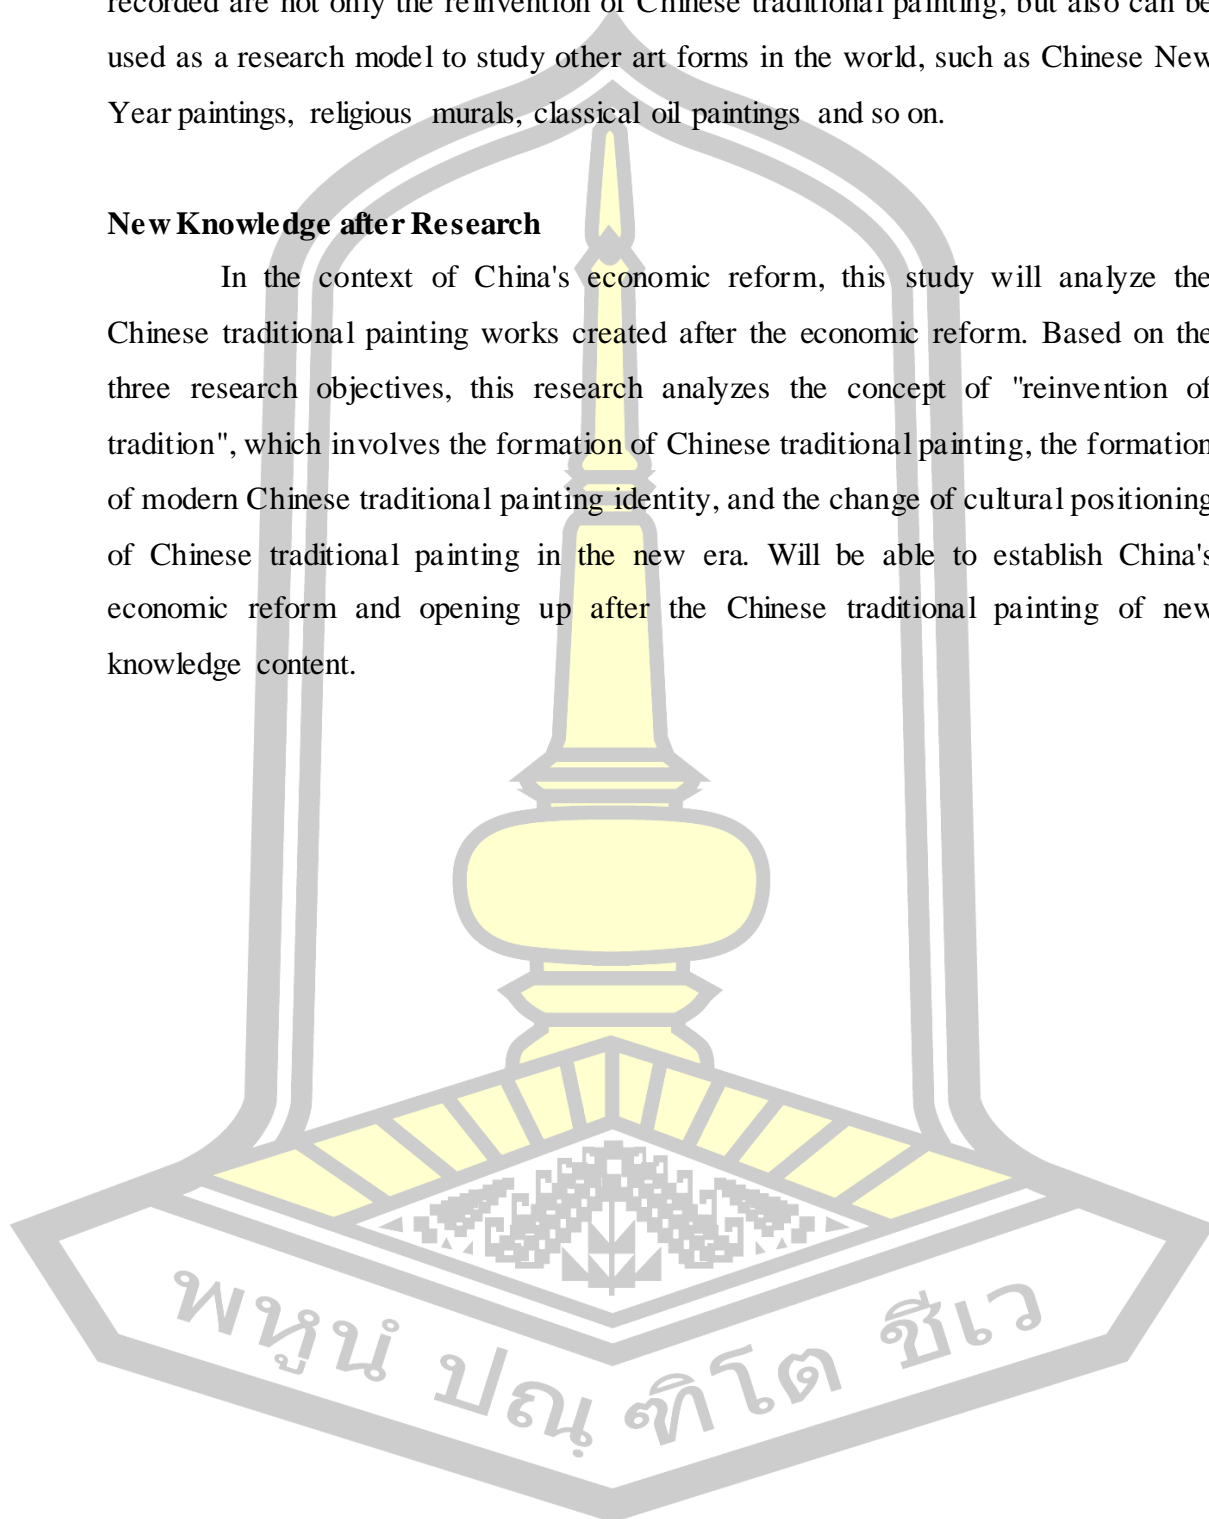 recorded are not only the reinvention of Chinese traditional painting, but also can be
used as a research model to study other art forms in the world, such as Chinese New
Year paintings, religious murals, classical oil paintings and so on.
New Knowledge after Research
In the context of China's economic reform, this study will analyze the
Chinese traditional painting works created after the economic reform. Based on the
three research objectives, this research analyzes the concept of "reinvention of
tradition", which involves the formation of Chinese traditional painting, the formation
of modern Chinese traditional painting identity, and the change of cultural positioning
of Chinese traditional painting in the new era. Will be able to establish China's
economic reform and opening up after the Chinese traditional painting of new
knowledge content.
พหูนํ ปณฺฑิโต ชีเว